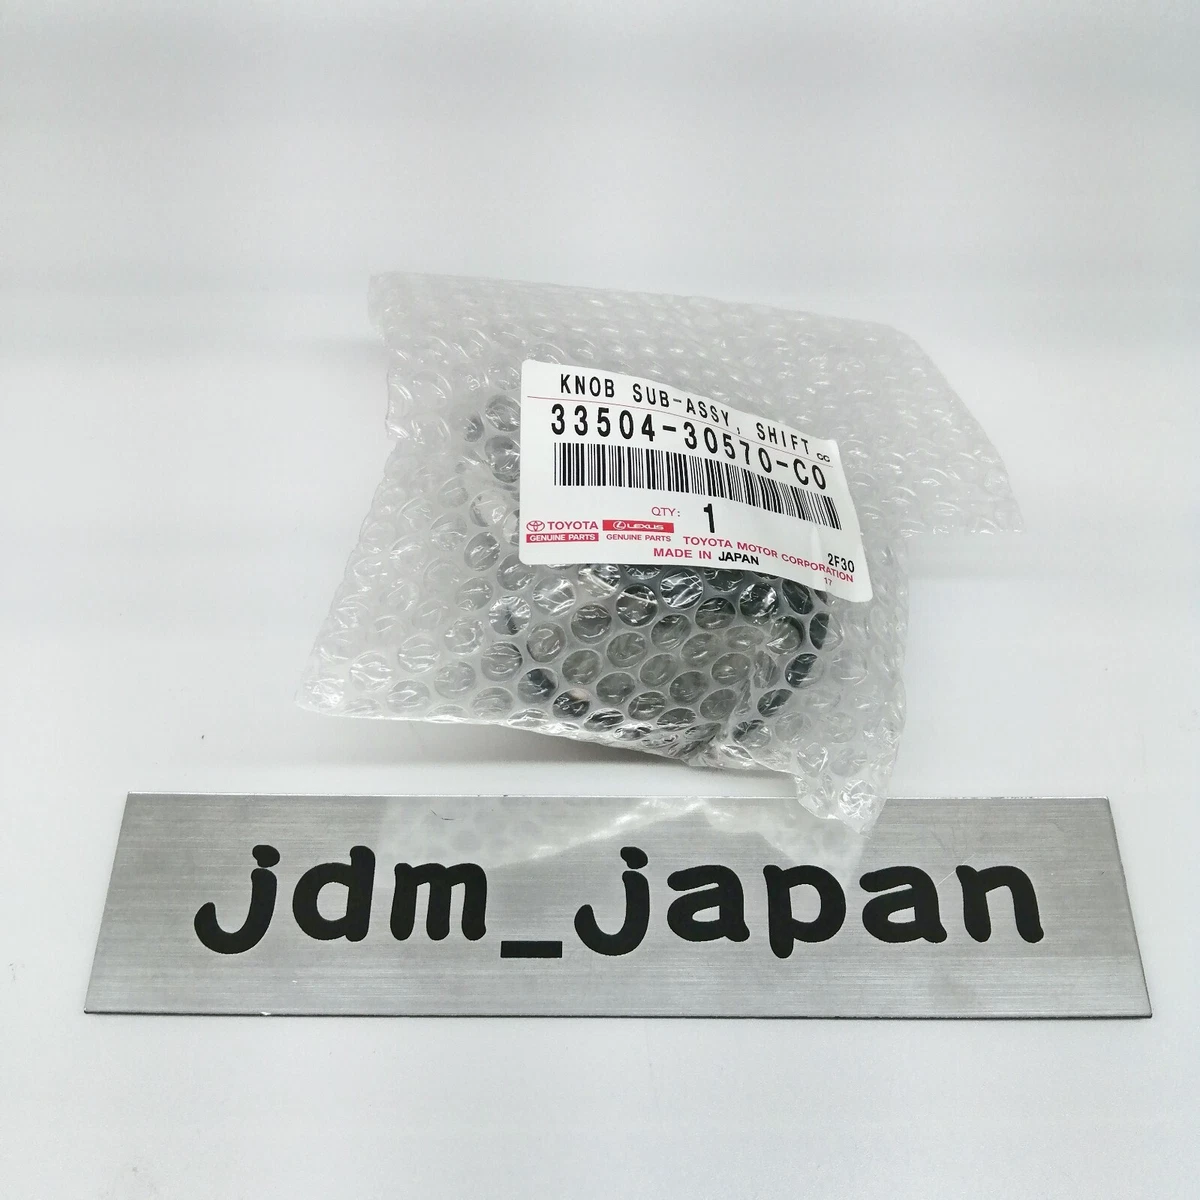 KNOB SUB-ASSY, SHIFT CC
33504-30570-C0
QTY: 1
TOYOTA LEXUS
GENUINE PARTS GENUINE PARTS
TOYOTA MOTOR CORPORATION 2F30
MADE IN JAPAN 17
jdm_japan